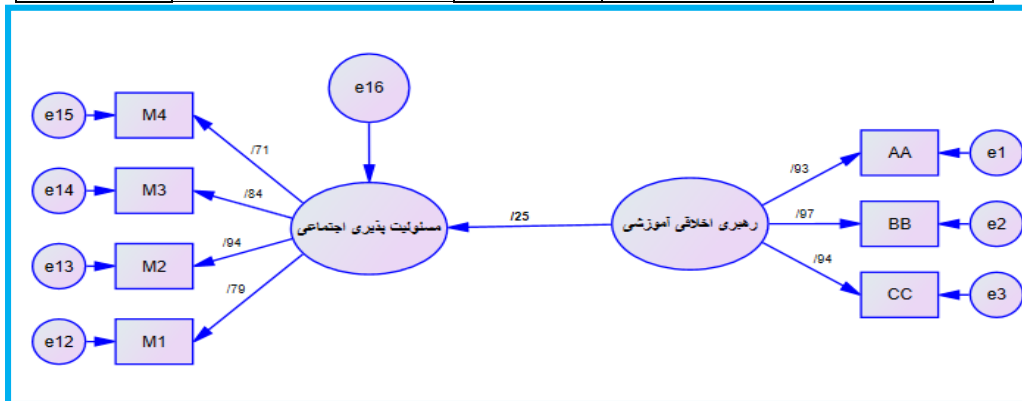 e16
e15
M4
/71
e14
M3
/84
e13
M2
/94
e12
M1
/79
مسئولیت پذیری اجتماعی
/25
رهبری اخلاقی آموزشی
/93
AA
e1
/97
BB
e2
/94
CC
e3